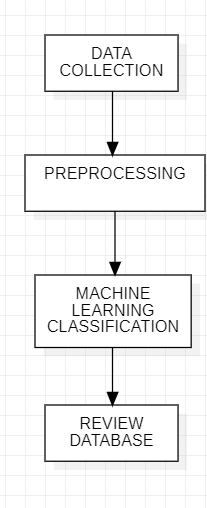 DATA
COLLECTION
PREPROCESSING
MACHINE
LEARNING
CLASSIFICATION
REVIEW
DATABASE